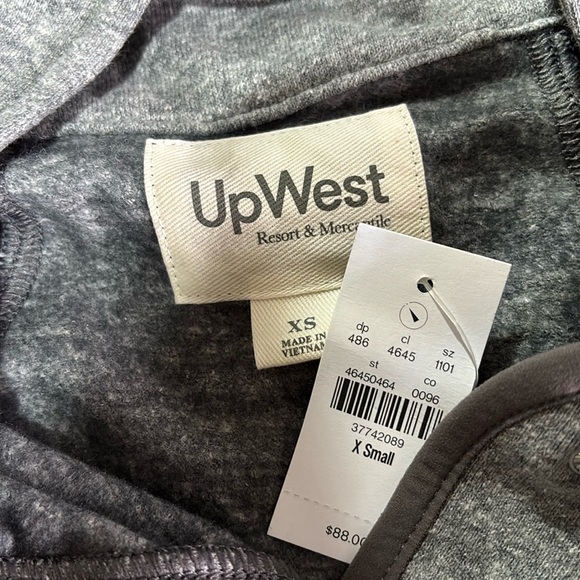 UpWest
Resort & Mercantile
XS
MADE IN
VIETNAM
dp cl sz
486 4645 1101
st co
46450464 0096
37742089
X Small
$88.00